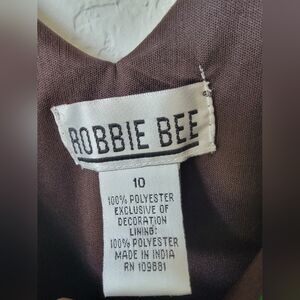 ROBBIE BEE
10
100% POLYESTER
EXCLUSIVE OF
DECORATION
LINING:
100% POLYESTER
MADE IN INDIA
RN 109881